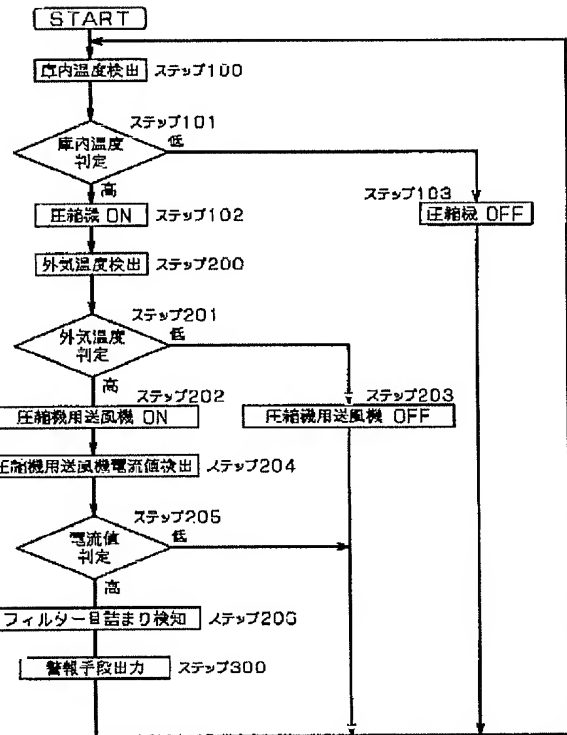 START
庫内温度検出 ステップ100
ステップ101
低
庫内温度
判定
高
ステップ103
圧縮機 ON ステップ102
圧縮機 OFF
外気温度検出 ステップ200
ステップ201
低
外気温度
判定
高
ステップ202
ステップ203
圧縮機用送風機 ON
圧縮機用送風機 OFF
圧縮機用送風機電流値検出 ステップ204
ステップ205
低
電流値
判定
高
フィルター目詰まり検知 ステップ206
警報手段出力 ステップ300